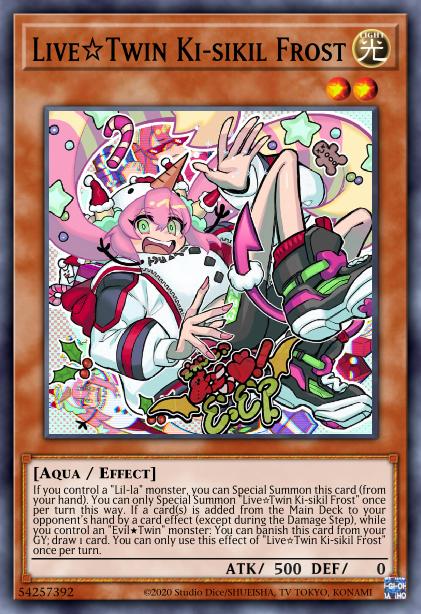 Live☆Twin Ki-sikil Frost
LIGHT
光
[Aqua / Effect]
If you control a "Lil-la" monster, you can Special Summon this card (from
your hand). You can only Special Summon "Live☆Twin Ki-sikil Frost" once
per turn this way. If a card(s) is added from the Main Deck to your
opponent's hand by a card effect (except during the Damage Step), while
you control an "Evil★Twin" monster: You can banish this card from your
GY; draw 1 card. You can only use this effect of "Live☆Twin Ki-sikil Frost"
once per turn.
ATK/ 500 DEF/ 0
54257392 ©2020 Studio Dice/SHUEISHA, TV TOKYO, KONAMI